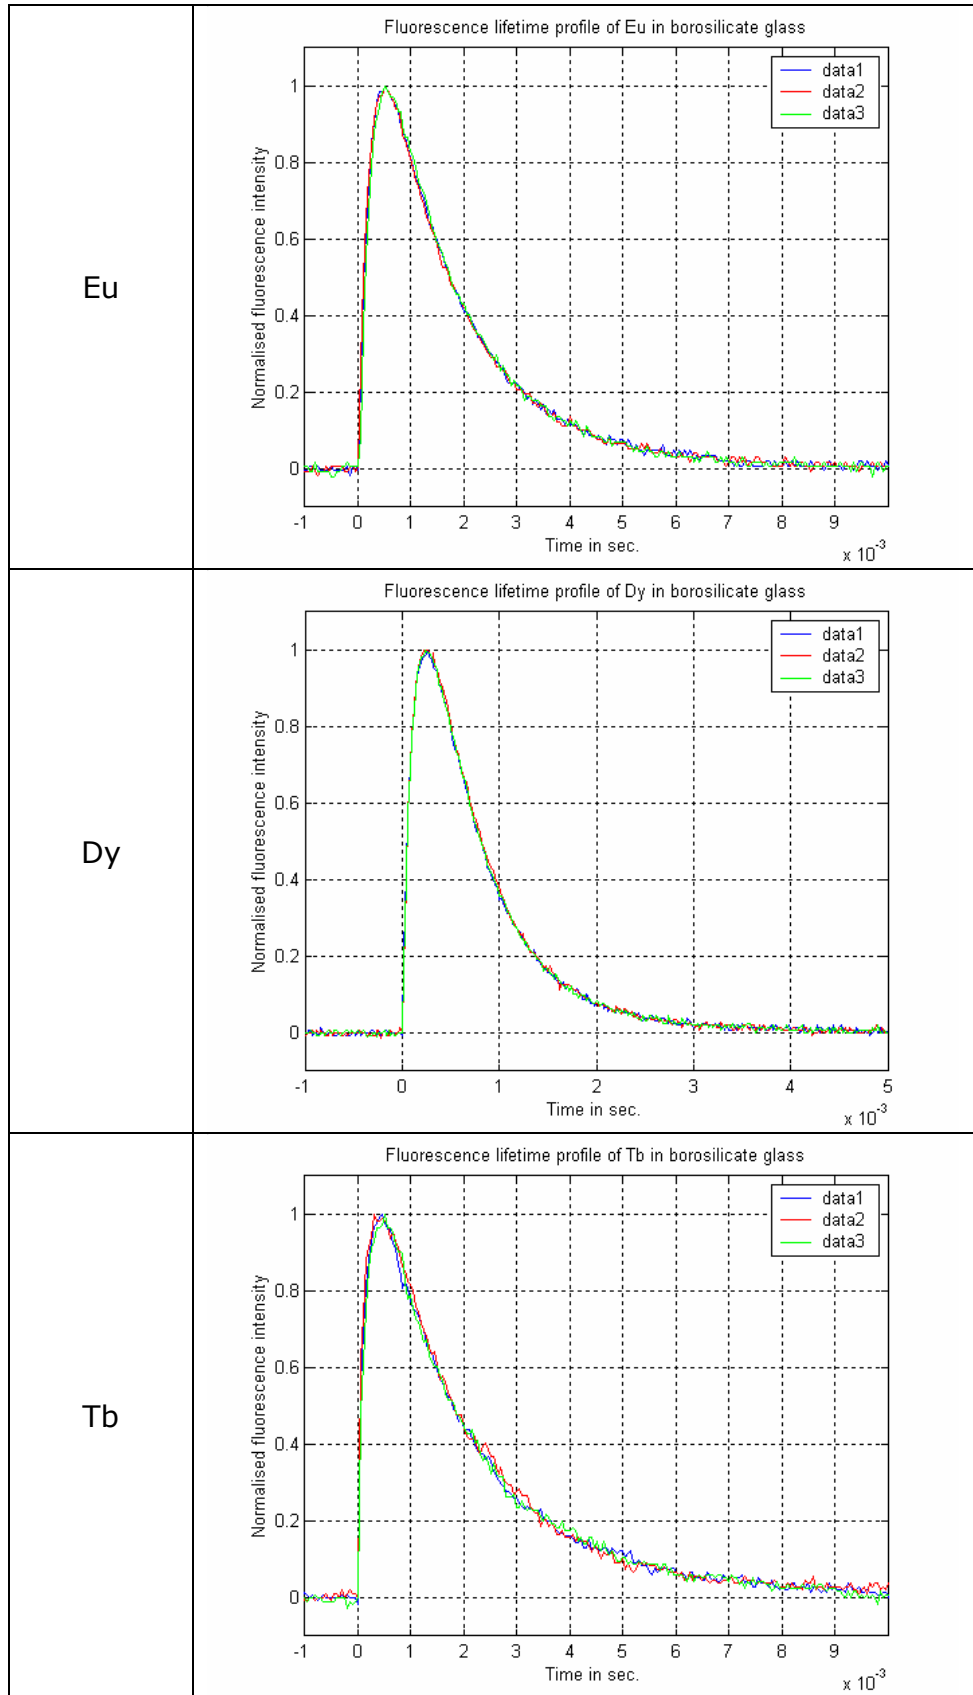 Eu
Fluorescence lifetime profile of Eu in borosilicate glass
data1
data2
data3
Normalised fluorescence intensity
1
0.8
0.6
0.4
0.2
0
-1 0 1 2 3 4 5 6 7 8 9
Time in sec.
x 10^-3
Dy
Fluorescence lifetime profile of Dy in borosilicate glass
data1
data2
data3
Normalised fluorescence intensity
1
0.8
0.6
0.4
0.2
0
-1 0 1 2 3 4 5
Time in sec.
x 10^-3
Tb
Fluorescence lifetime profile of Tb in borosilicate glass
data1
data2
data3
Normalised fluorescence intensity
1
0.8
0.6
0.4
0.2
0
-1 0 1 2 3 4 5 6 7 8 9
Time in sec.
x 10^-3